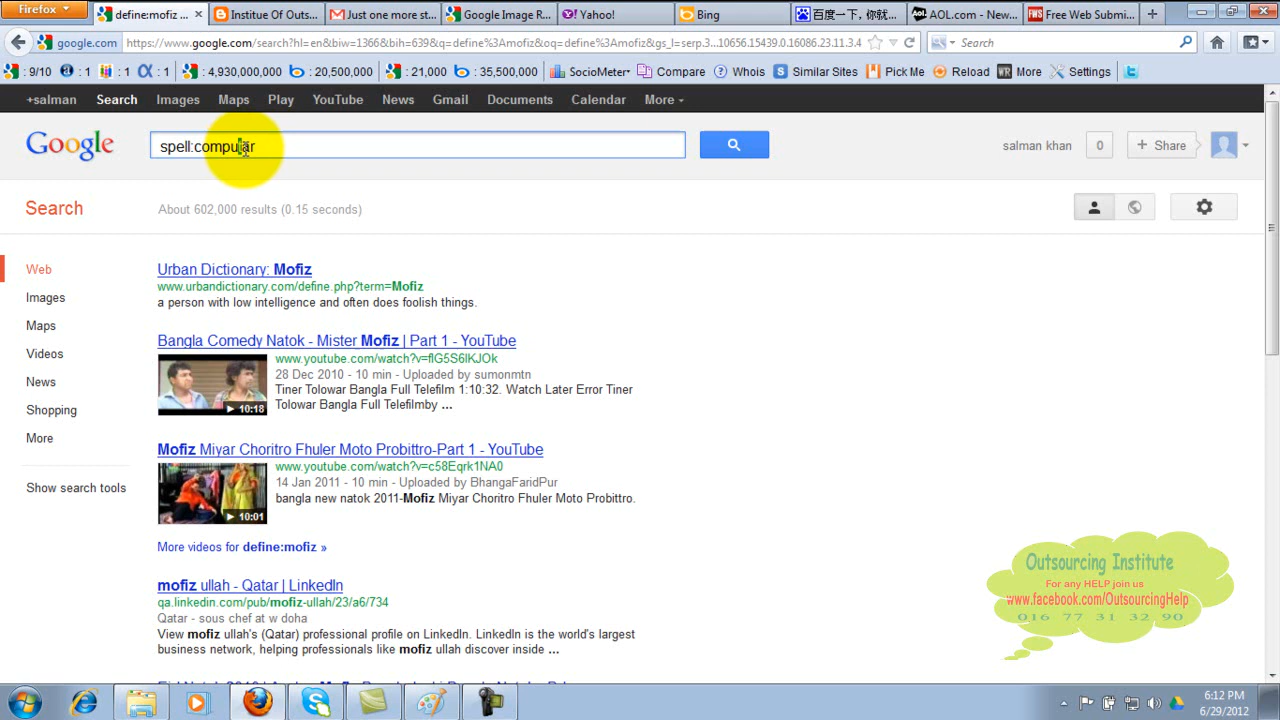 Firefox
define:mofiz ...
Institue Of Outs...
Just one more st...
Google Image R...
Yahoo!
Bing
百度一下，你就...
AOL.com - New...
Free Web Submi...
google.com
https://www.google.com/search?hl=en&biw=1366&bih=639&q=define%3Amofiz&oq=define%3Amofiz&gs_l=serp.3...10656.15439.0.16086.23.11.3.4
Search
: 9/10 : 1 : 1 : 1 : 4,930,000,000 : 20,500,000 : 21,000 : 35,500,000 SocioMeter Compare Whois Similar Sites Pick Me Reload More Settings
+salman Search Images Maps Play YouTube News Gmail Documents Calendar More
Google
salman khan 0 + Share
Search About 602,000 results (0.15 seconds)
Web
Images
Maps
Videos
News
Shopping
More
Show search tools
Urban Dictionary: Mofiz
www.urbandictionary.com/define.php?term=Mofiz
a person with low intelligence and often does foolish things.
Bangla Comedy Natok - Mister Mofiz | Part 1 - YouTube
www.youtube.com/watch?v=flG5S6lKJOk
28 Dec 2010 - 10 min - Uploaded by sumonmtn
Tiner Tolowar Bangla Full Telefilm 1:10:32. Watch Later Error Tiner
Tolowar Bangla Full Telefilmby ...
10:18
Mofiz Miyar Choritro Fhuler Moto Probittro-Part 1 - YouTube
www.youtube.com/watch?v=c58Eqrk1NA0
14 Jan 2011 - 10 min - Uploaded by BhangaFaridPur
bangla new natok 2011-Mofiz Miyar Choritro Fhuler Moto Probittro.
10:01
More videos for define:mofiz »
mofiz ullah - Qatar | LinkedIn
qa.linkedin.com/pub/mofiz-ullah/23/a6/734
Qatar - sous chef at w doha
View mofiz ullah's (Qatar) professional profile on LinkedIn. LinkedIn is the world's largest
business network, helping professionals like mofiz ullah discover inside ...
Outsourcing Institute
For any HELP join us
www.facebook.com/OutsourcingHelp
016 77 31 32 90
6:12 PM
6/29/2012